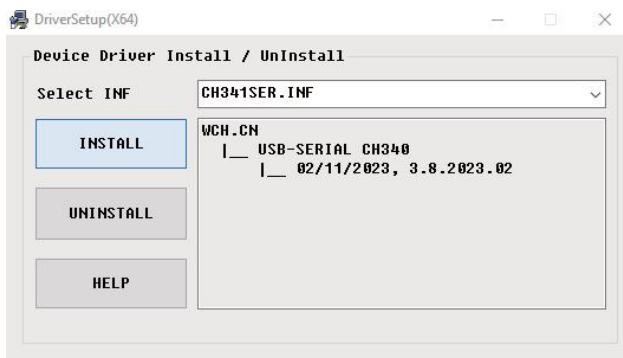 DriverSetup(X64)
Device Driver Install / UnInstall
Select INF
CH341SER.INF
INSTALL
UNINSTALL
HELP
WCH.CN
|__ USB-SERIAL CH340
|__ 02/11/2023, 3.8.2023.02